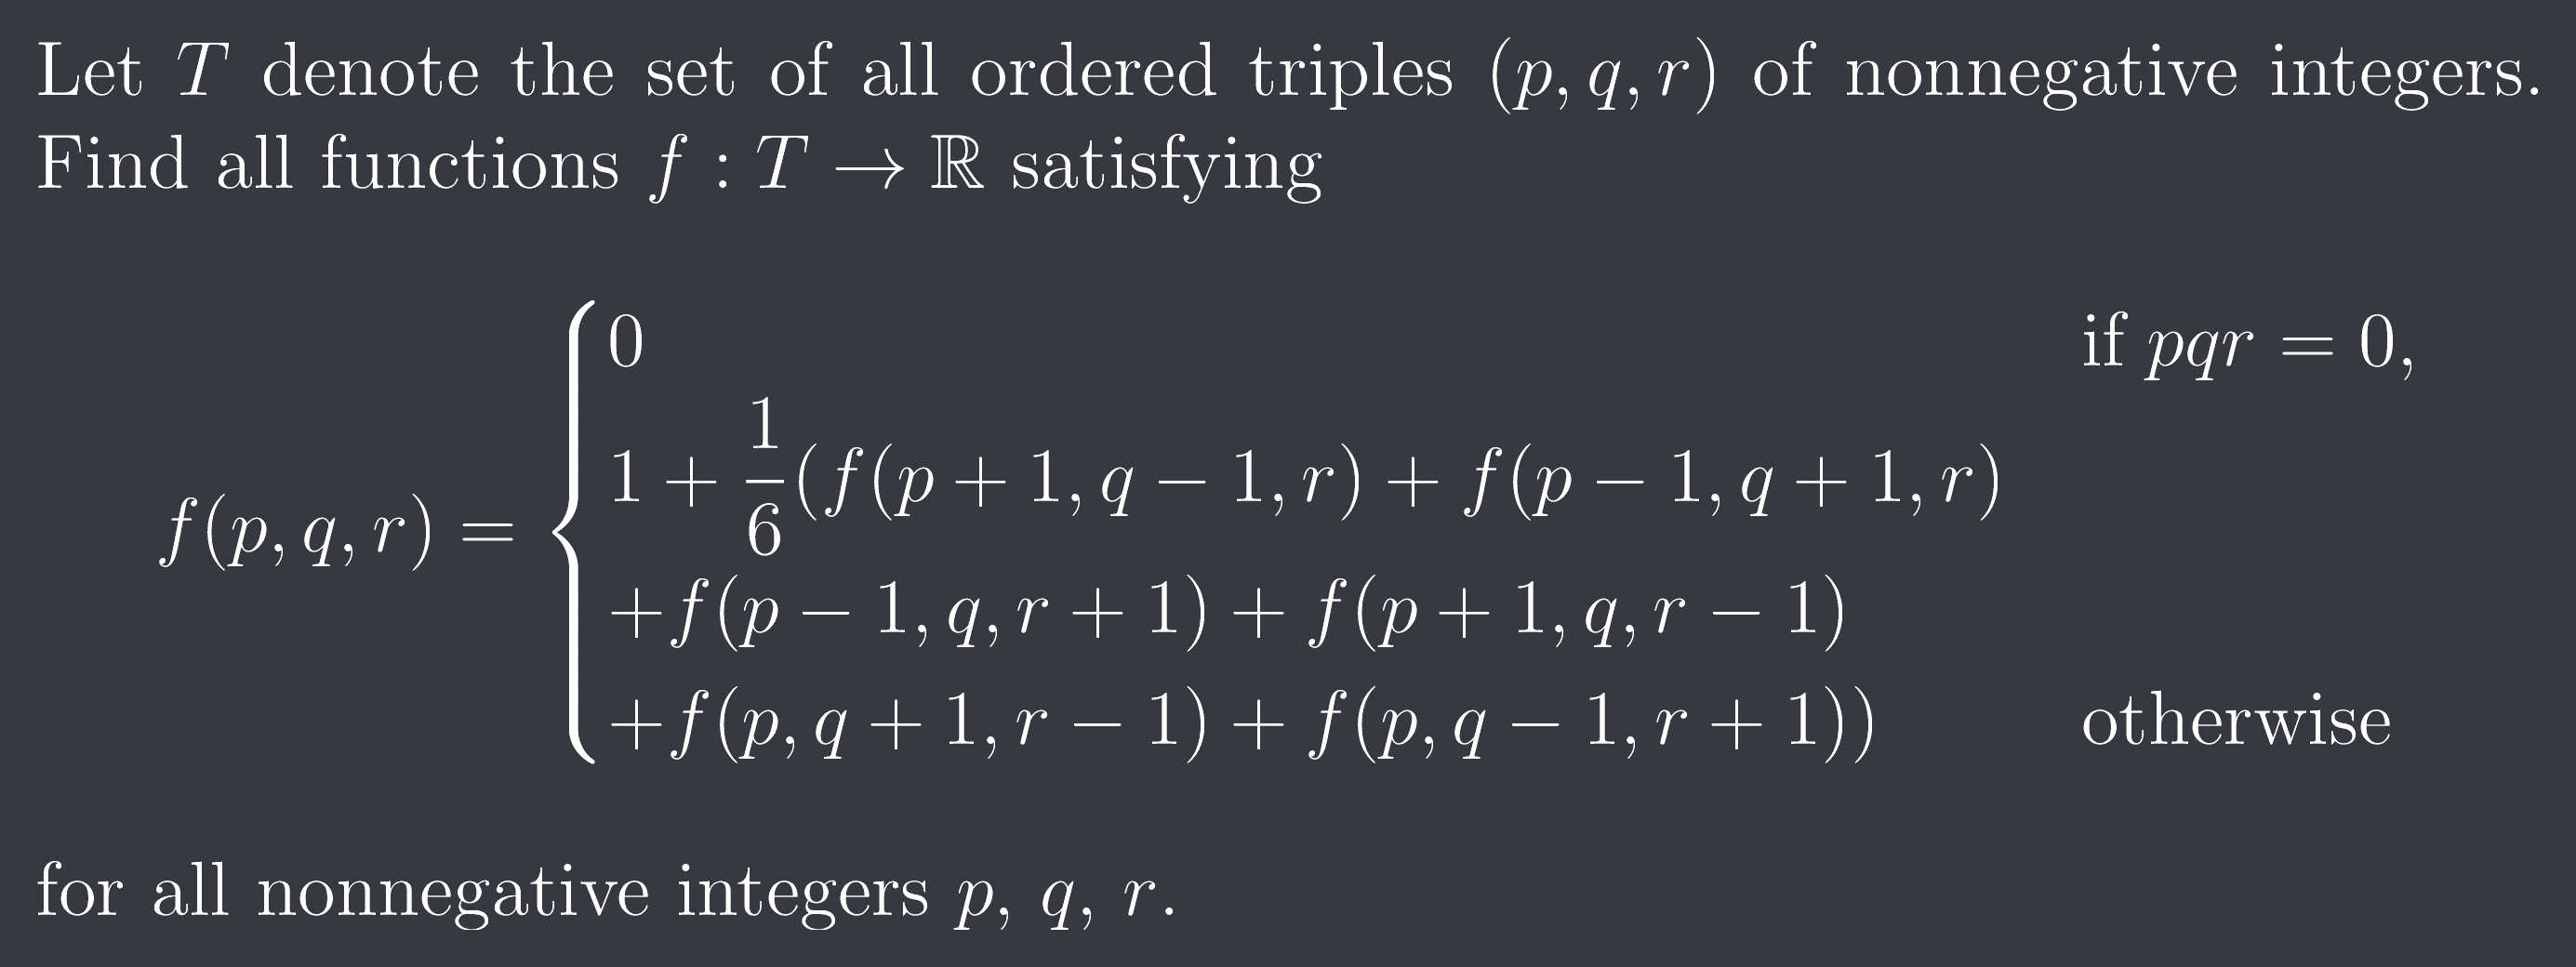 Let T denote the set of all ordered triples (p, q, r) of nonnegative integers.
Find all functions f : T → ℝ satisfying
f(p, q, r) = { 0 if pqr = 0,
1 + 1/6 (f(p + 1, q − 1, r) + f(p − 1, q + 1, r)
+f(p − 1, q, r + 1) + f(p + 1, q, r − 1)
+f(p, q + 1, r − 1) + f(p, q − 1, r + 1)) otherwise
for all nonnegative integers p, q, r.